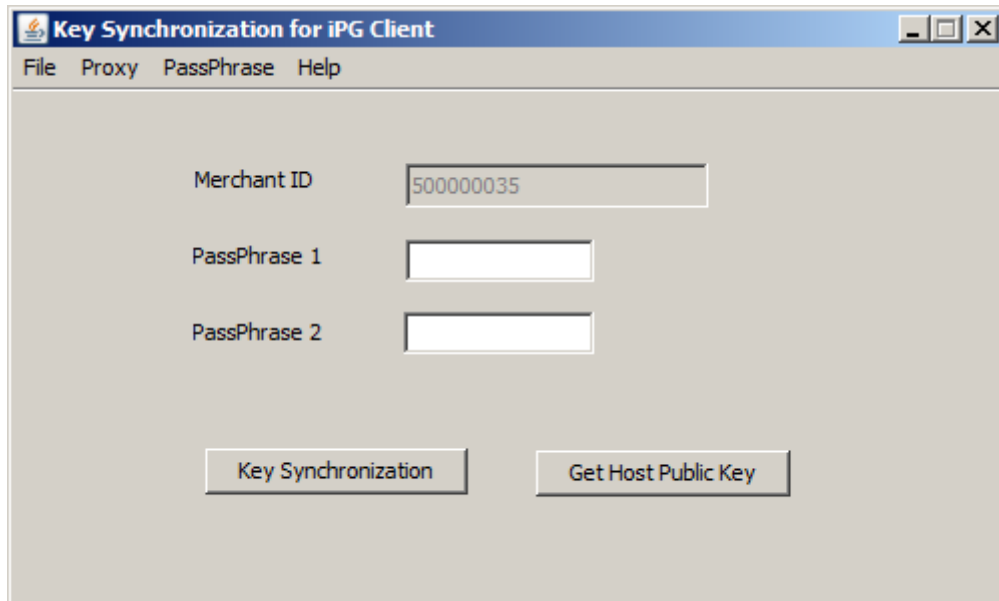 Key Synchronization for iPG Client
File Proxy PassPhrase Help
Merchant ID 500000035
PassPhrase 1
PassPhrase 2
Key Synchronization Get Host Public Key